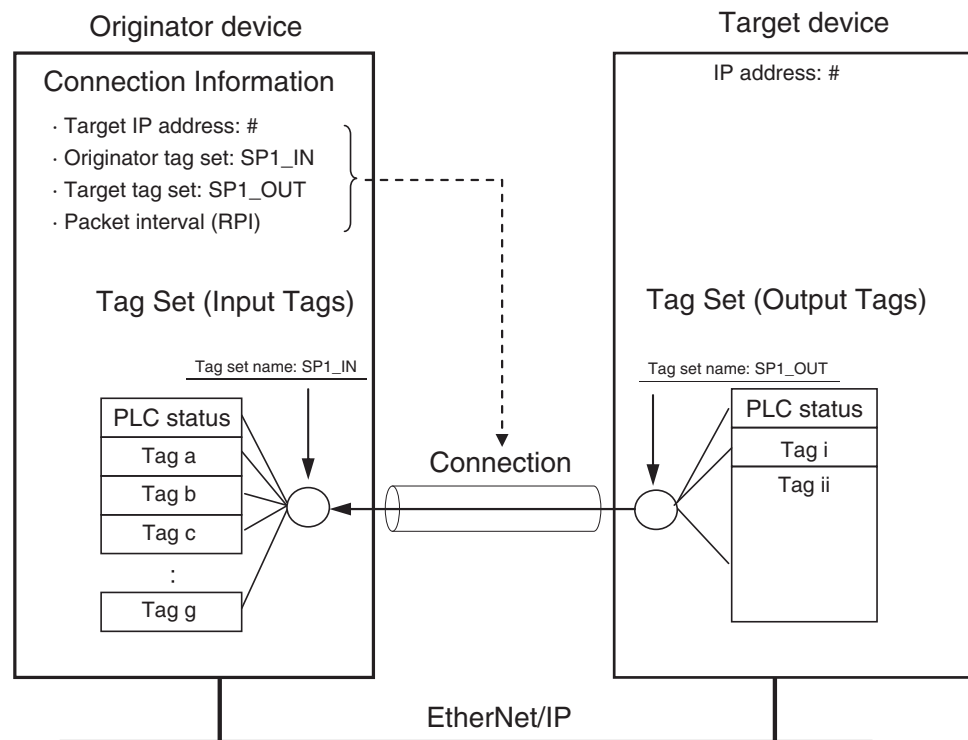 Originator device
Connection Information
· Target IP address: #
· Originator tag set: SP1_IN
· Target tag set: SP1_OUT
· Packet interval (RPI)
Tag Set (Input Tags)
Tag set name: SP1_IN
PLC status
Tag a
Tag b
Tag c
:
Tag g
Connection
Target device
IP address: #
Tag Set (Output Tags)
Tag set name: SP1_OUT
PLC status
Tag i
Tag ii
EtherNet/IP